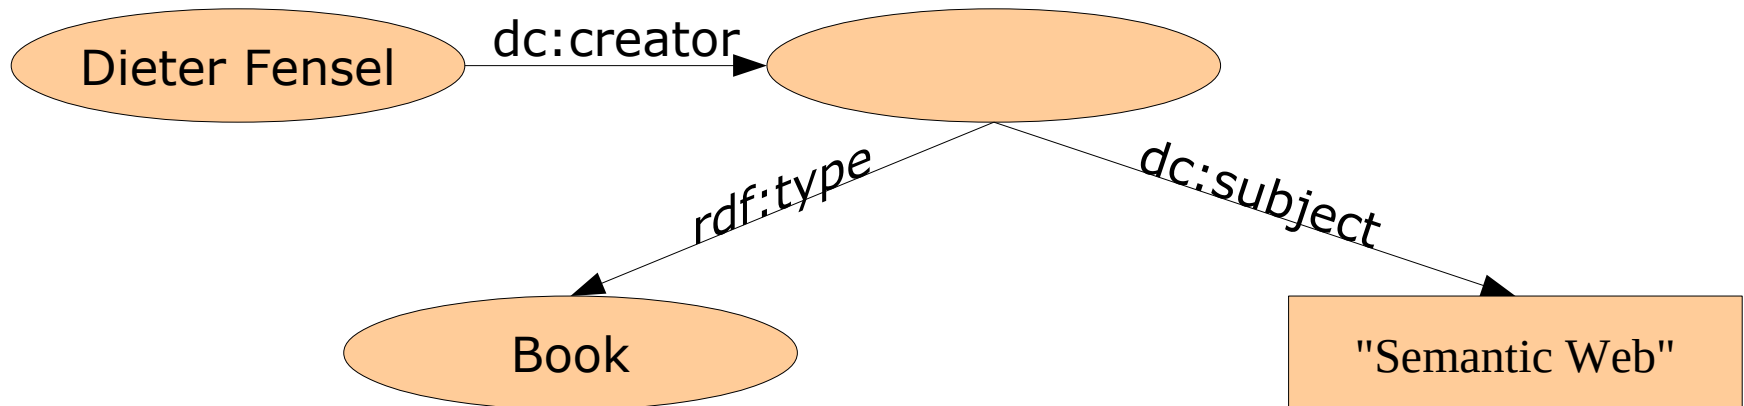 Dieter Fensel
dc:creator
rdf:type
dc:subject
Book
"Semantic Web"